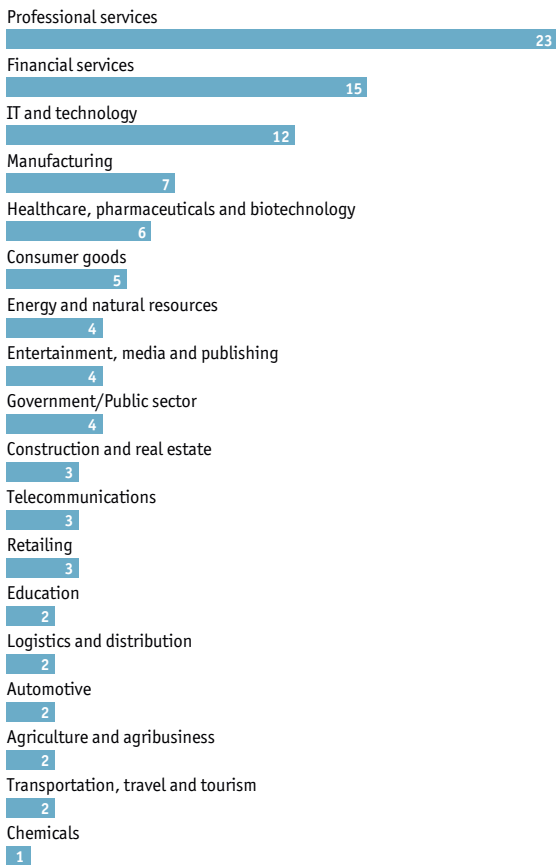 Professional services
23
Financial services
15
IT and technology
12
Manufacturing
7
Healthcare, pharmaceuticals and biotechnology
6
Consumer goods
5
Energy and natural resources
4
Entertainment, media and publishing
4
Government/Public sector
4
Construction and real estate
3
Telecommunications
3
Retailing
3
Education
2
Logistics and distribution
2
Automotive
2
Agriculture and agribusiness
2
Transportation, travel and tourism
2
Chemicals
1